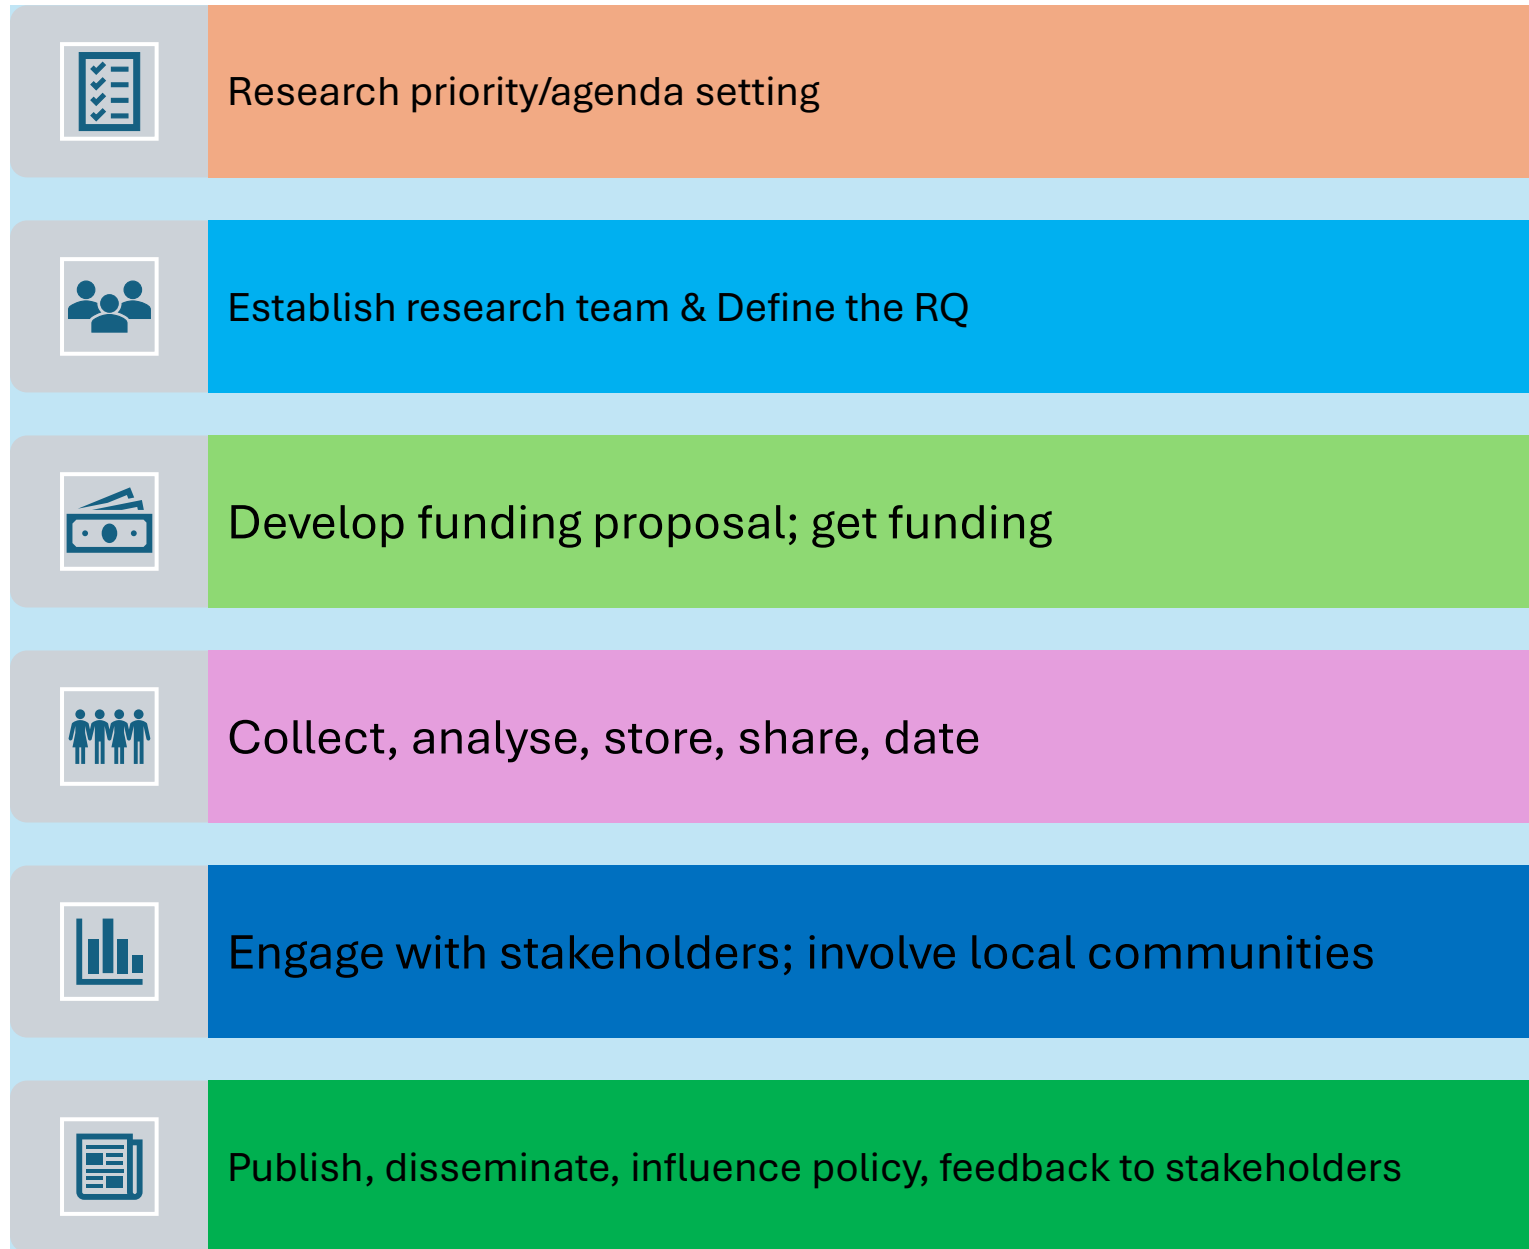 Research priority/agenda setting
Establish research team & Define the RQ
Develop funding proposal; get funding
Collect, analyse, store, share, date
Engage with stakeholders; involve local communities
Publish, disseminate, influence policy, feedback to stakeholders